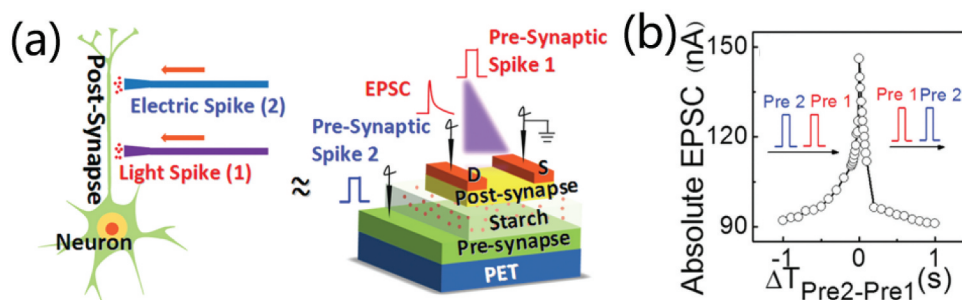 (a)
Post-Synapse
Electric Spike (2)
Light Spike (1)
Neuron
≈
Pre-Synaptic
Spike 1
EPSC
Pre-Synaptic
Spike 2
D
S
Post-synapse
Starch
Pre-synapse
PET
(b)
Absolute EPSC (nA)
150
120
90
Pre 2 Pre 1
Pre 1 Pre 2
-1 0 1
ΔT Pre2-Pre1(s)